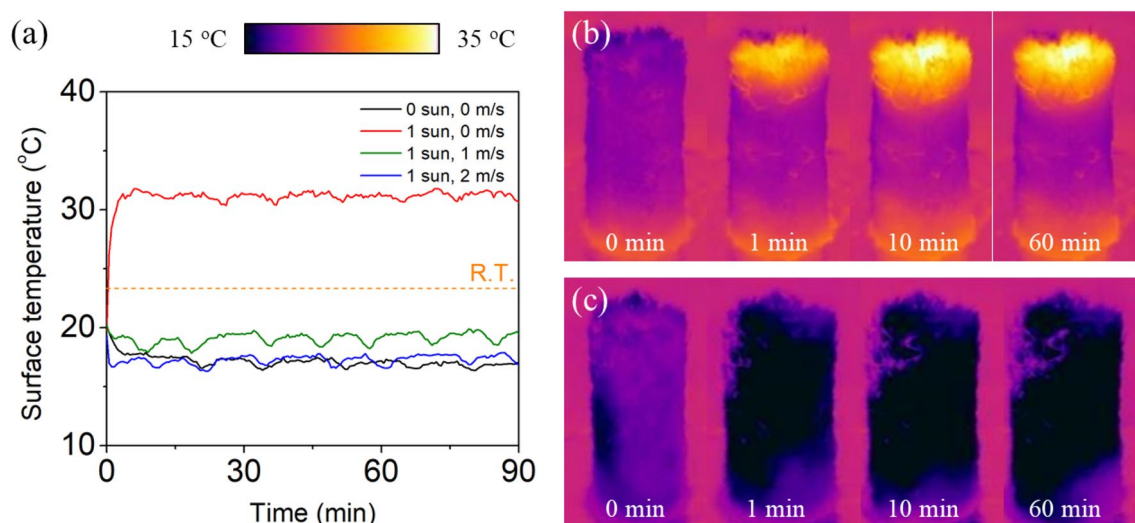 (a)
15 °C
35 °C
40
30
20
10
Surface temperature (°C)
0 sun, 0 m/s
1 sun, 0 m/s
1 sun, 1 m/s
1 sun, 2 m/s
R.T.
0
30
60
90
Time (min)
(b)
0 min
1 min
10 min
60 min
(c)
0 min
1 min
10 min
60 min